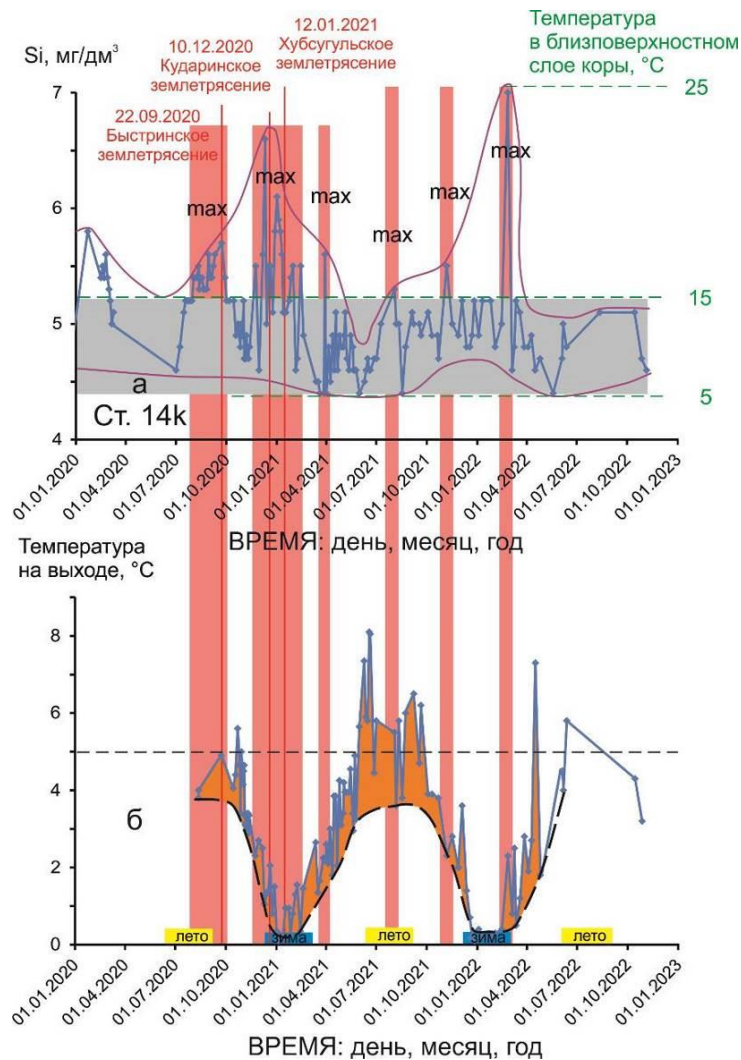 Si, мг/дм³
10.12.2020
Кударинское
землетрясение
12.01.2021
Хубсугульское
землетрясение
Температура
в близповерхностном
слое коры, °С
22.09.2020
Быстринское
землетрясение
7
25
max
max
max
max
max
max
6
15
5
5
а
Ст. 14k
4
01.01.2020
01.04.2020
01.07.2020
01.10.2020
01.01.2021
01.04.2021
01.07.2021
01.10.2021
01.01.2022
01.04.2022
01.07.2022
01.10.2022
01.01.2023
ВРЕМЯ: день, месяц, год
Температура
на выходе, °С
10
8
6
4
2
0
б
лето
зима
лето
зима
лето
01.01.2020
01.04.2020
01.07.2020
01.10.2020
01.01.2021
01.04.2021
01.07.2021
01.10.2021
01.01.2022
01.04.2022
01.07.2022
01.10.2022
01.01.2023
ВРЕМЯ: день, месяц, год